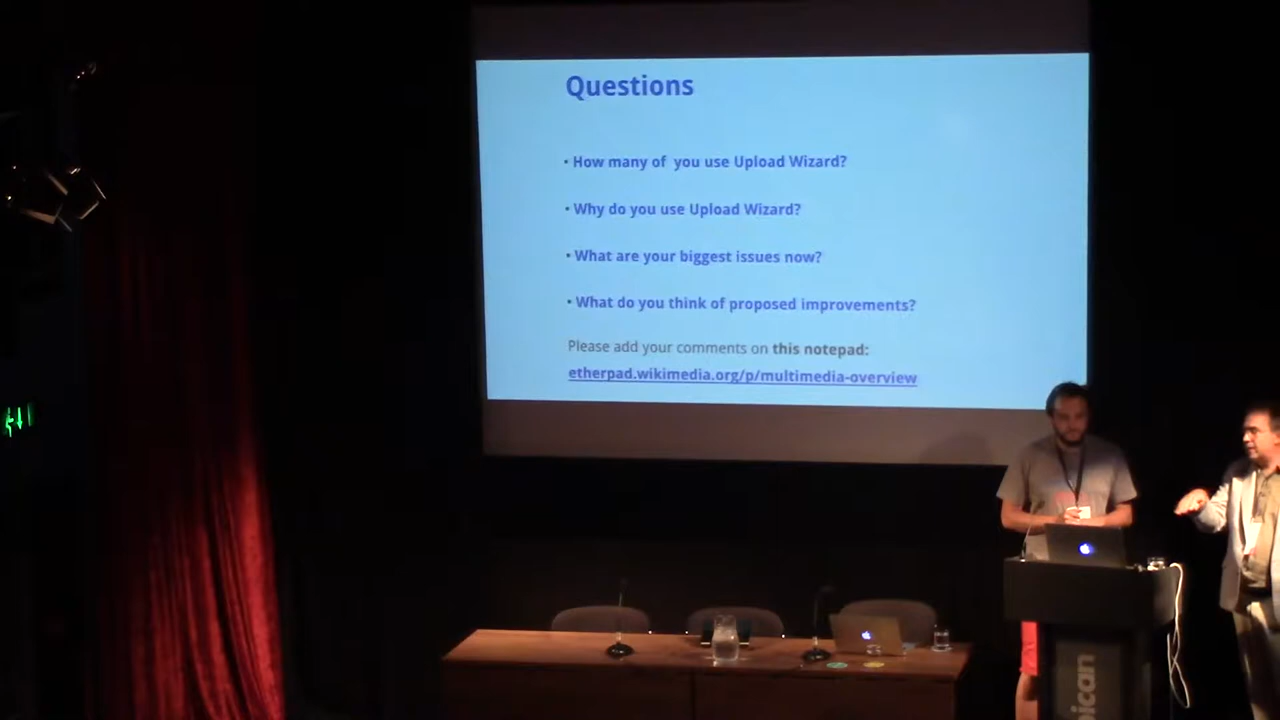 Questions
• How many of you use Upload Wizard?
• Why do you use Upload Wizard?
• What are your biggest issues now?
• What do you think of proposed improvements?
Please add your comments on this notepad:
etherpad.wikimedia.org/p/multimedia-overview
bican